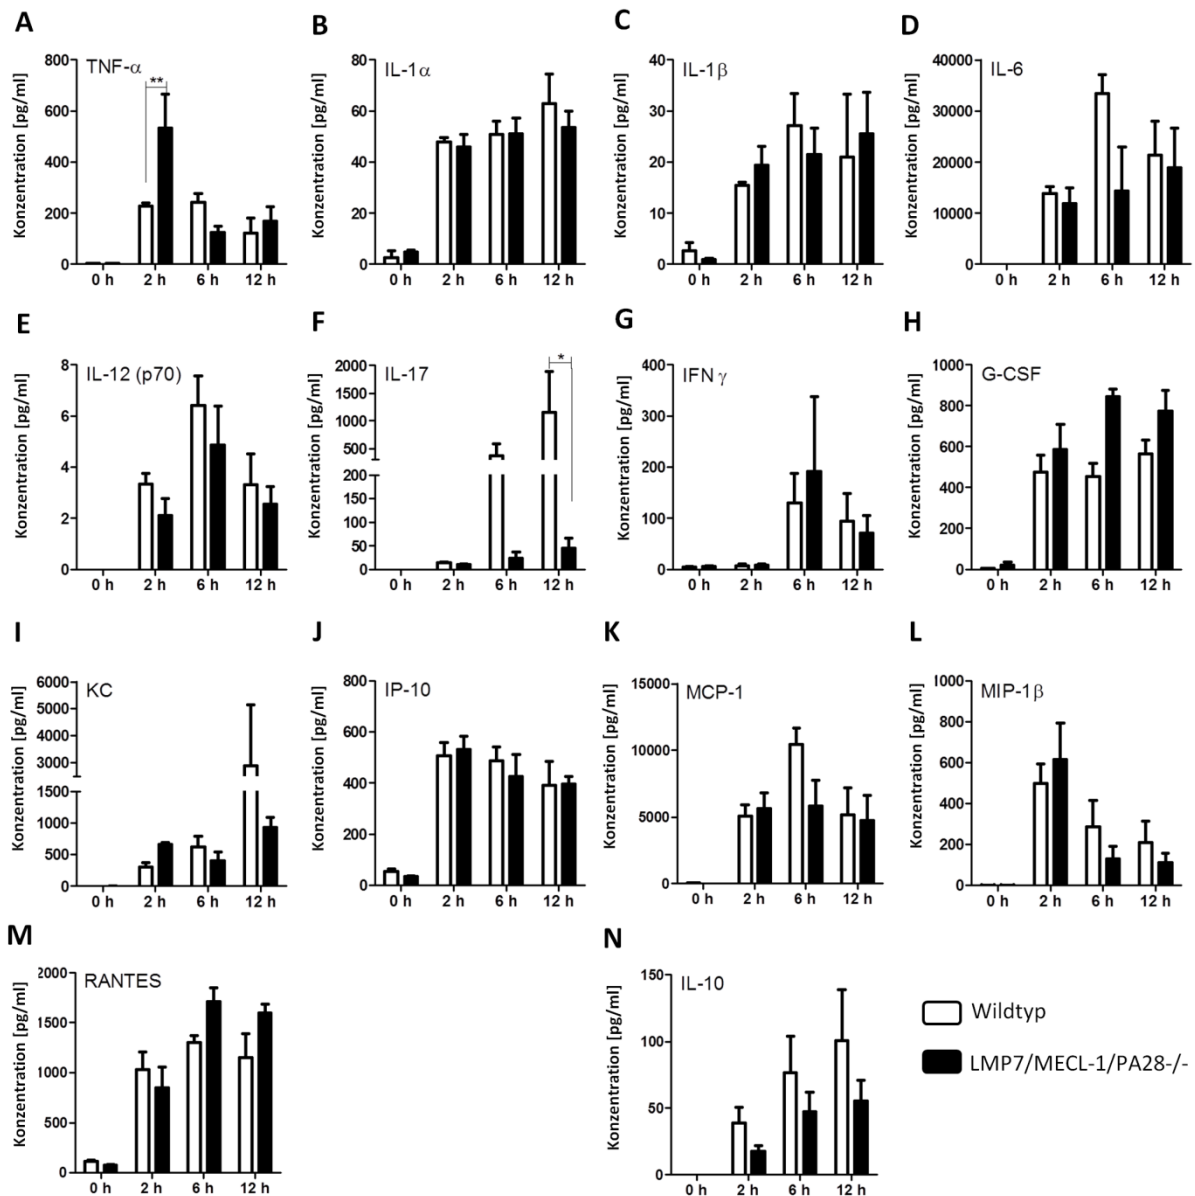 A
TNF-α
Konzentration [pg/ml]
800
600
400
200
0
**
0 h 2 h 6 h 12 h
B
IL-1α
Konzentration [pg/ml]
80
60
40
20
0
0 h 2 h 6 h 12 h
C
IL-1β
Konzentration [pg/ml]
40
30
20
10
0
0 h 2 h 6 h 12 h
D
IL-6
Konzentration [pg/ml]
40000
30000
20000
10000
0
0 h 2 h 6 h 12 h
E
IL-12 (p70)
Konzentration [pg/ml]
8
6
4
2
0
0 h 2 h 6 h 12 h
F
IL-17
Konzentration [pg/ml]
2000
1500
1000
500
200
150
100
50
0
*
0 h 2 h 6 h 12 h
G
IFN γ
Konzentration [pg/ml]
400
300
200
100
0
0 h 2 h 6 h 12 h
H
G-CSF
Konzentration [pg/ml]
1000
800
600
400
200
0
0 h 2 h 6 h 12 h
I
KC
Konzentration [pg/ml]
6000
5000
4000
3000
1500
1000
500
0
0 h 2 h 6 h 12 h
J
IP-10
Konzentration [pg/ml]
800
600
400
200
0
0 h 2 h 6 h 12 h
K
MCP-1
Konzentration [pg/ml]
15000
10000
5000
0
0 h 2 h 6 h 12 h
L
MIP-1β
Konzentration [pg/ml]
1000
800
600
400
200
0
0 h 2 h 6 h 12 h
M
RANTES
Konzentration [pg/ml]
2000
1500
1000
500
0
0 h 2 h 6 h 12 h
N
IL-10
Konzentration [pg/ml]
150
100
50
0
0 h 2 h 6 h 12 h
Wildtyp
LMP7/MECL-1/PA28-/-